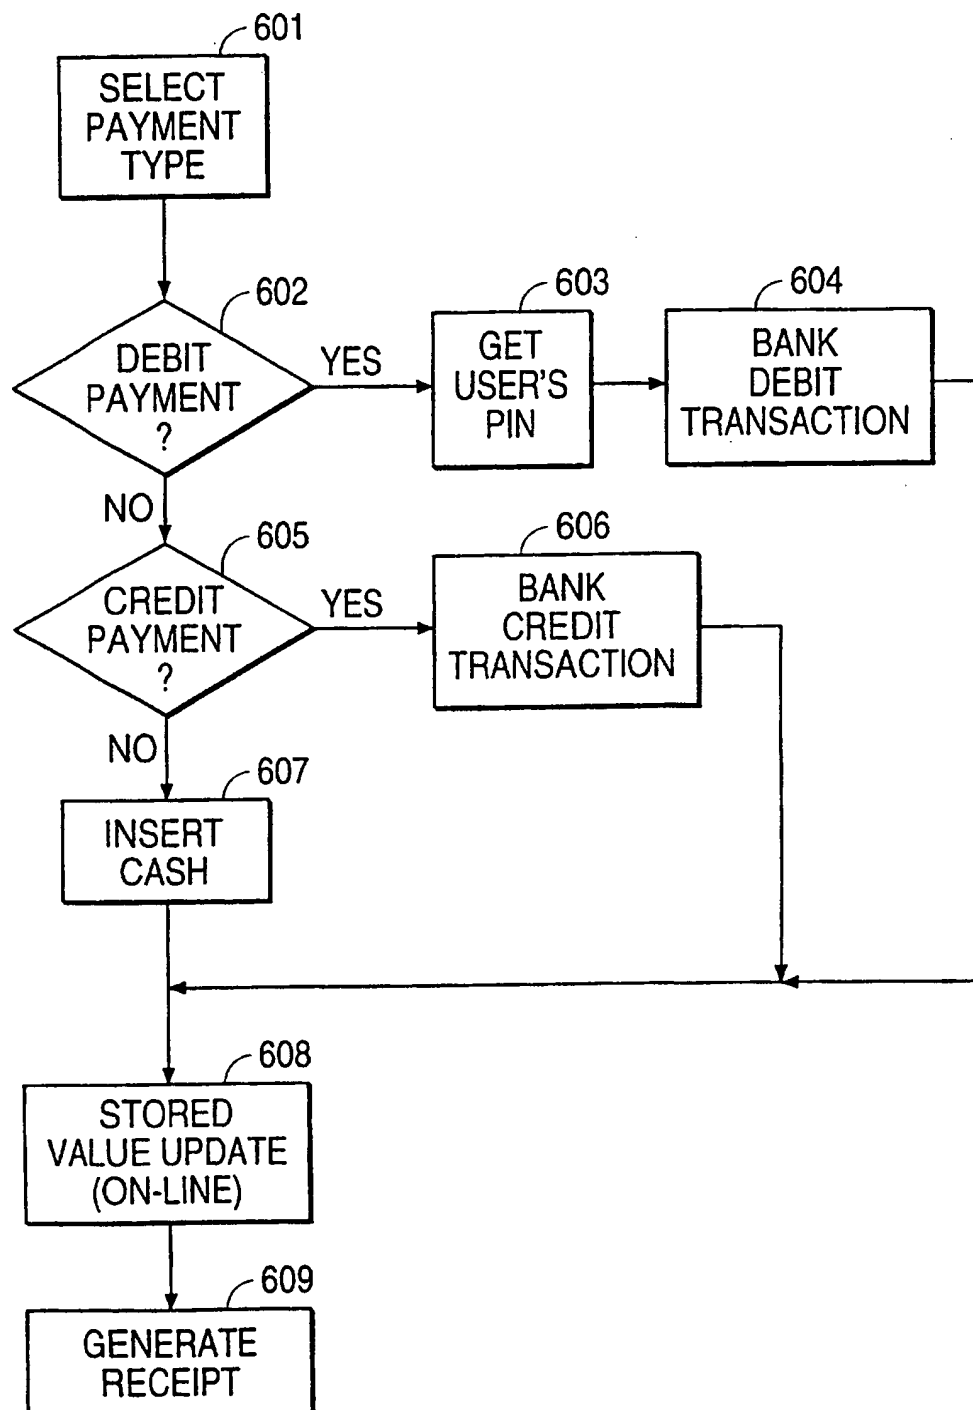 601
SELECT
PAYMENT
TYPE
602
DEBIT
PAYMENT
?
YES
603
GET
USER'S
PIN
604
BANK
DEBIT
TRANSACTION
NO
605
CREDIT
PAYMENT
?
YES
606
BANK
CREDIT
TRANSACTION
NO
607
INSERT
CASH
608
STORED
VALUE UPDATE
(ON-LINE)
609
GENERATE
RECEIPT